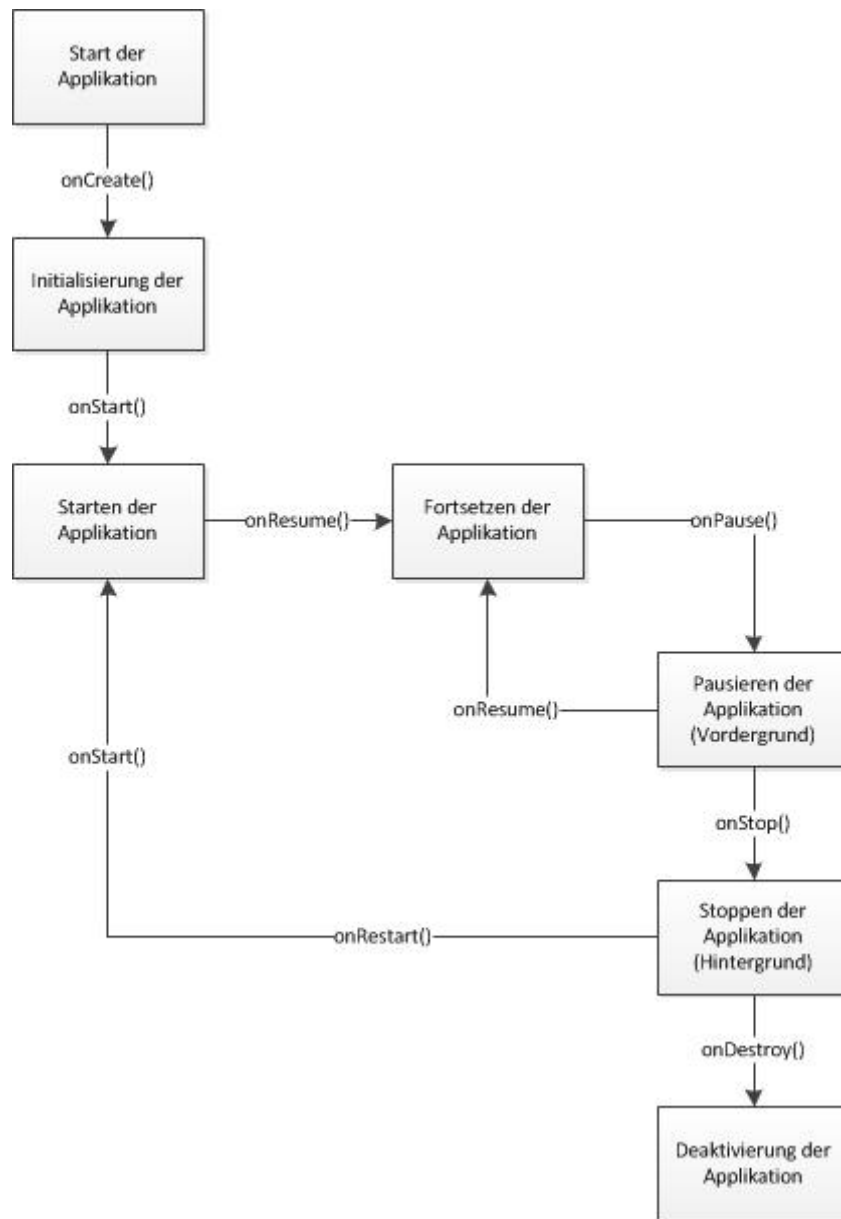 Start der
Applikation
onCreate()
Initialisierung der
Applikation
onStart()
Starten der
Applikation
onResume()
Fortsetzen der
Applikation
onPause()
Pausieren der
Applikation
(Vordergrund)
onResume()
onStart()
onStop()
Stoppen der
Applikation
(Hintergrund)
onRestart()
onDestroy()
Deaktivierung der
Applikation